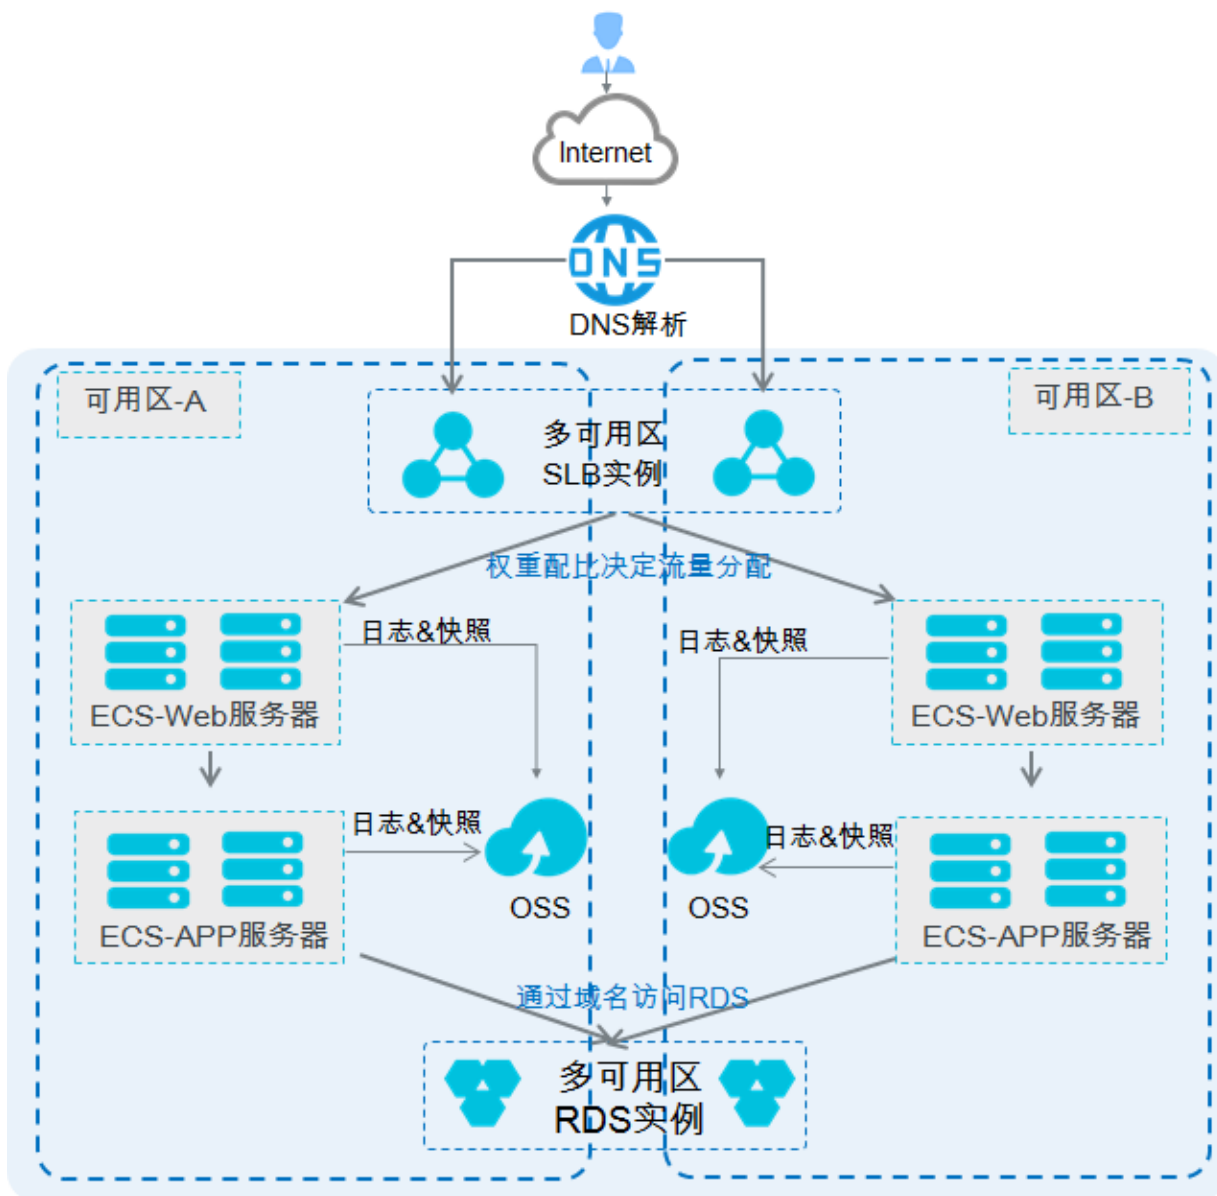 Internet
DNS
DNS解析
可用区-A
可用区-B
多可用区
SLB实例
权重配比决定流量分配
日志&快照
日志&快照
ECS-Web服务器
ECS-Web服务器
日志&快照
日志&快照
OSS
OSS
ECS-APP服务器
ECS-APP服务器
通过域名访问RDS
多可用区
RDS实例